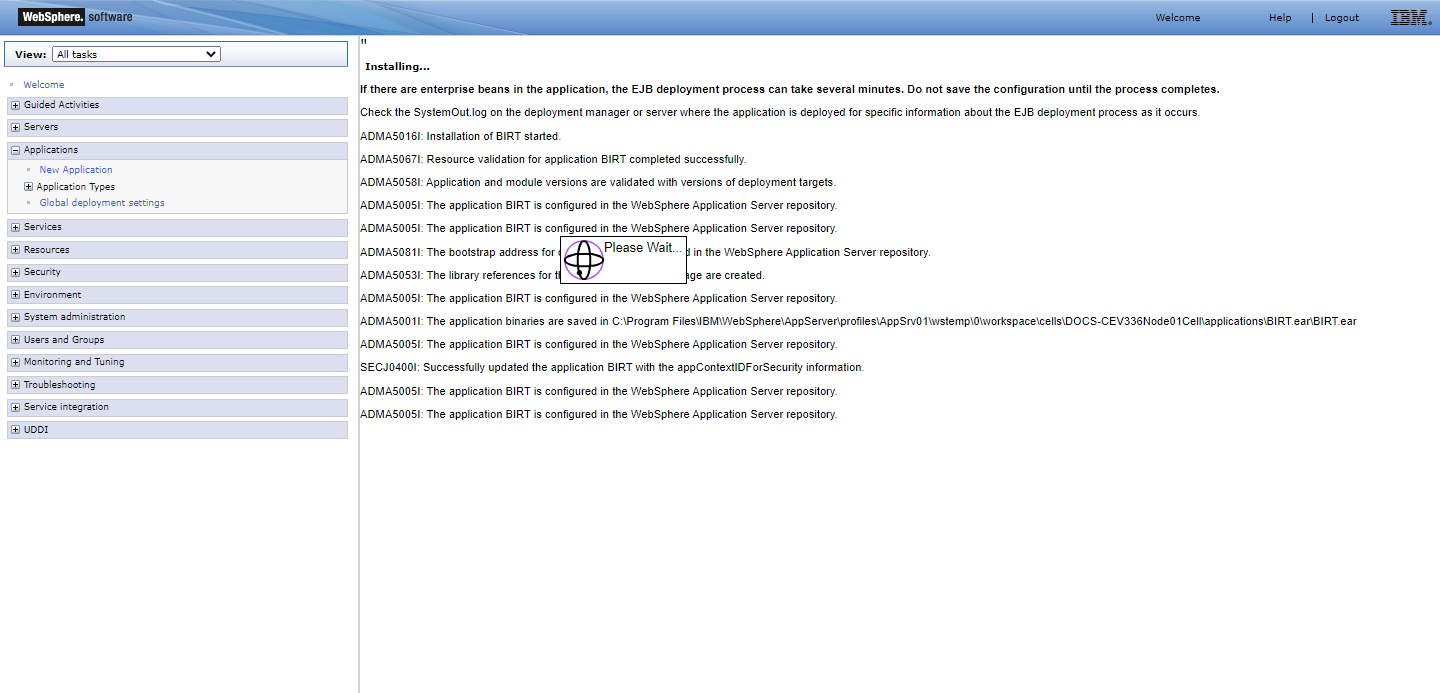 WebSphere. software
Welcome Help | Logout IBM.
View: All tasks
Welcome
Guided Activities
Servers
Applications
New Application
Application Types
Global deployment settings
Services
Resources
Security
Environment
System administration
Users and Groups
Monitoring and Tuning
Troubleshooting
Service integration
UDDI
"
Installing...
If there are enterprise beans in the application, the EJB deployment process can take several minutes. Do not save the configuration until the process completes.
Check the SystemOut.log on the deployment manager or server where the application is deployed for specific information about the EJB deployment process as it occurs.
ADMA5016I: Installation of BIRT started.
ADMA5067I: Resource validation for application BIRT completed successfully.
ADMA5058I: Application and module versions are validated with versions of deployment targets.
ADMA5005I: The application BIRT is configured in the WebSphere Application Server repository.
ADMA5005I: The application BIRT is configured in the WebSphere Application Server repository.
Please Wait...
ADMA5081I: The bootstrap address for in the WebSphere Application Server repository.
ADMA5053I: The library references for are created.
ADMA5005I: The application BIRT is configured in the WebSphere Application Server repository.
ADMA5001I: The application binaries are saved in C:\Program Files\IBM\WebSphere\AppServer\profiles\AppSrv01\wstemp\0\workspace\cells\DOCS-CEV336Node01Cell\applications\BIRT.ear\BIRT.ear
ADMA5005I: The application BIRT is configured in the WebSphere Application Server repository.
SECJ0400I: Successfully updated the application BIRT with the appContextIDForSecurity information.
ADMA5005I: The application BIRT is configured in the WebSphere Application Server repository.
ADMA5005I: The application BIRT is configured in the WebSphere Application Server repository.